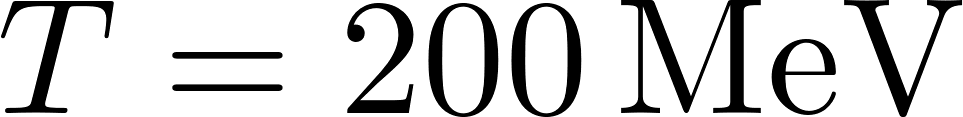 T = 200 MeV